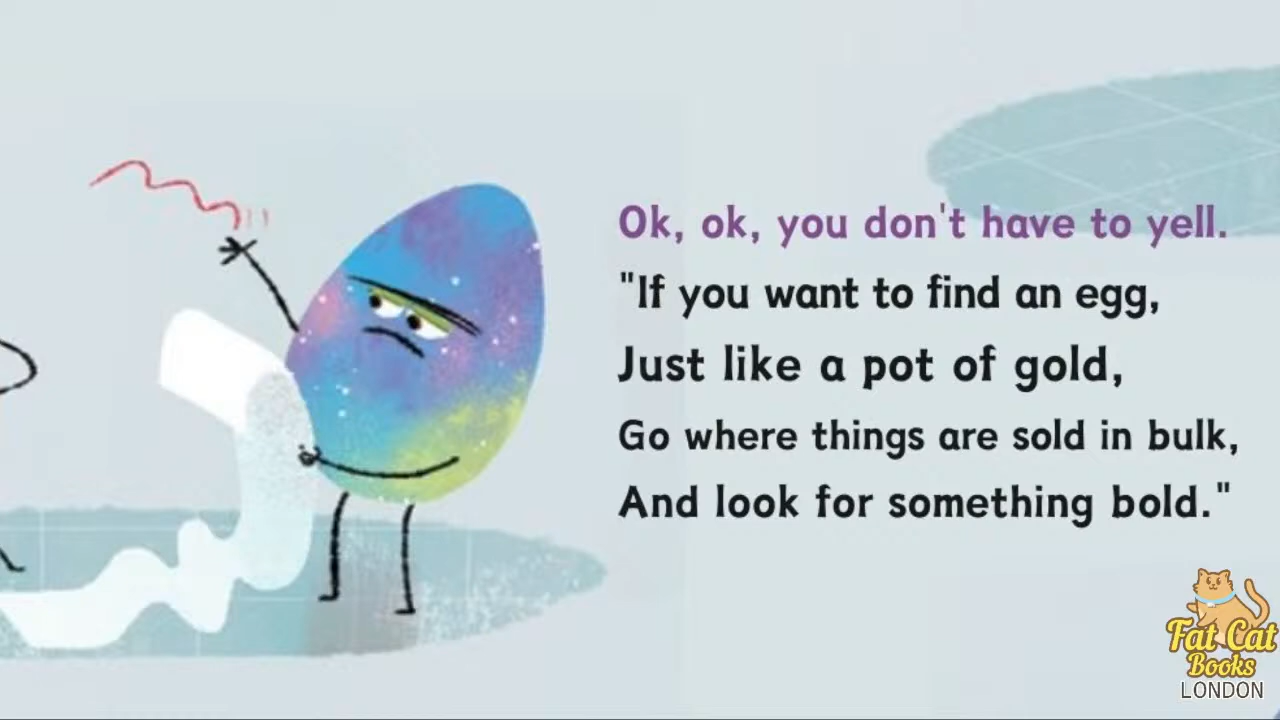 Ok, ok, you don't have to yell.
"If you want to find an egg,
Just like a pot of gold,
Go where things are sold in bulk,
And look for something bold."
Fat Cat
Books
LONDON